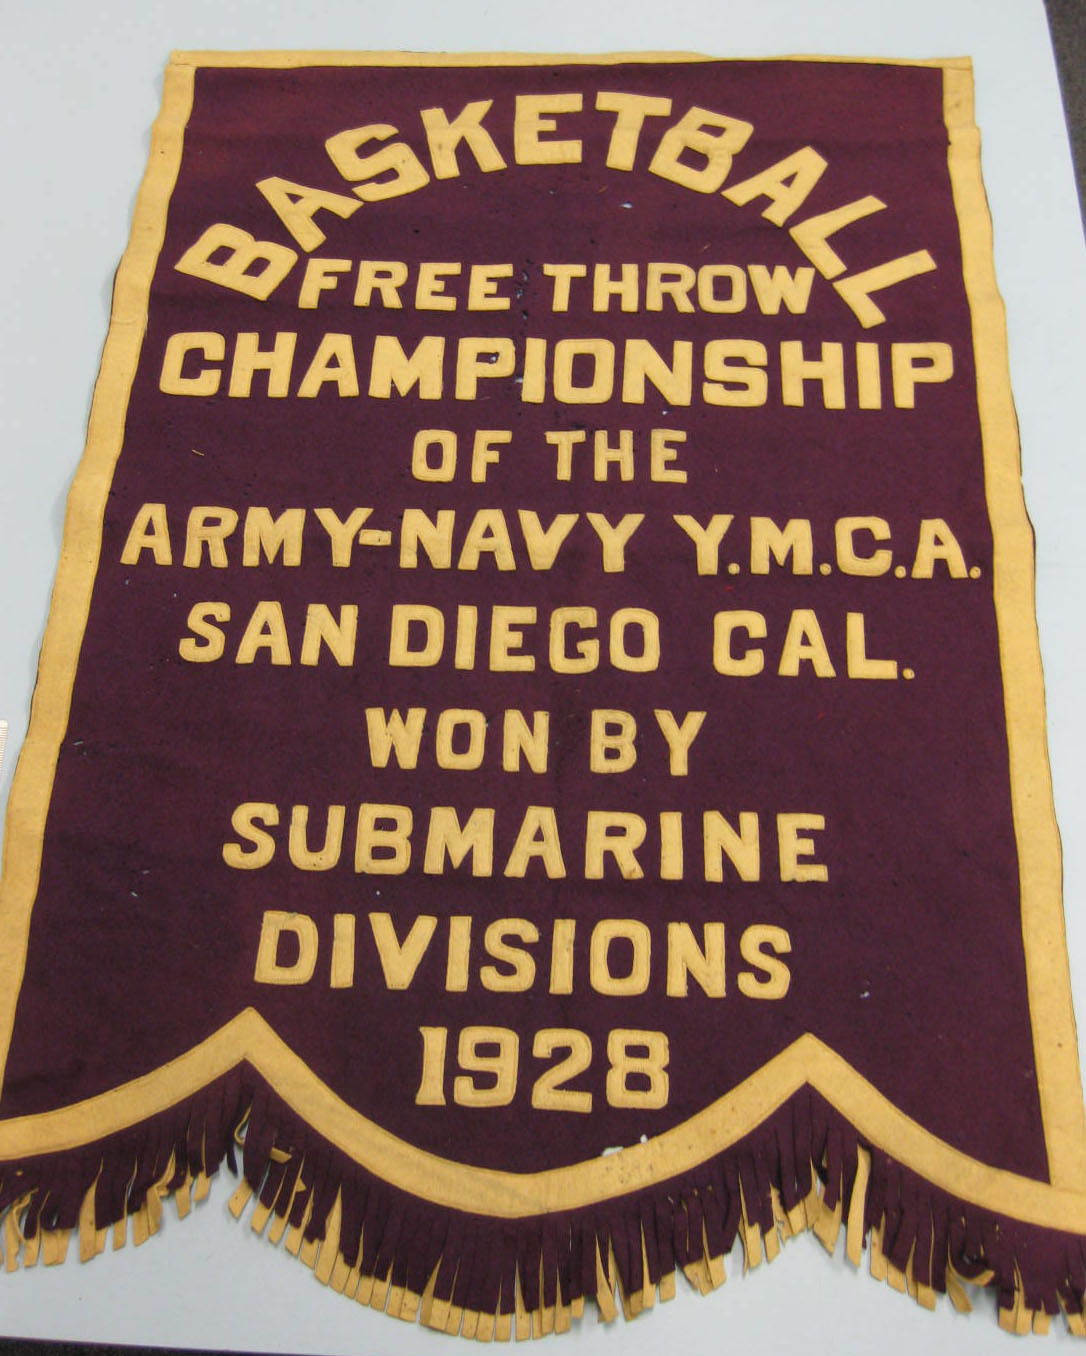 BASKETBALL
FREE THROW
CHAMPIONSHIP
OF THE
ARMY-NAVY Y.M.C.A.
SAN DIEGO CAL.
WON BY
SUBMARINE
DIVISIONS
1928